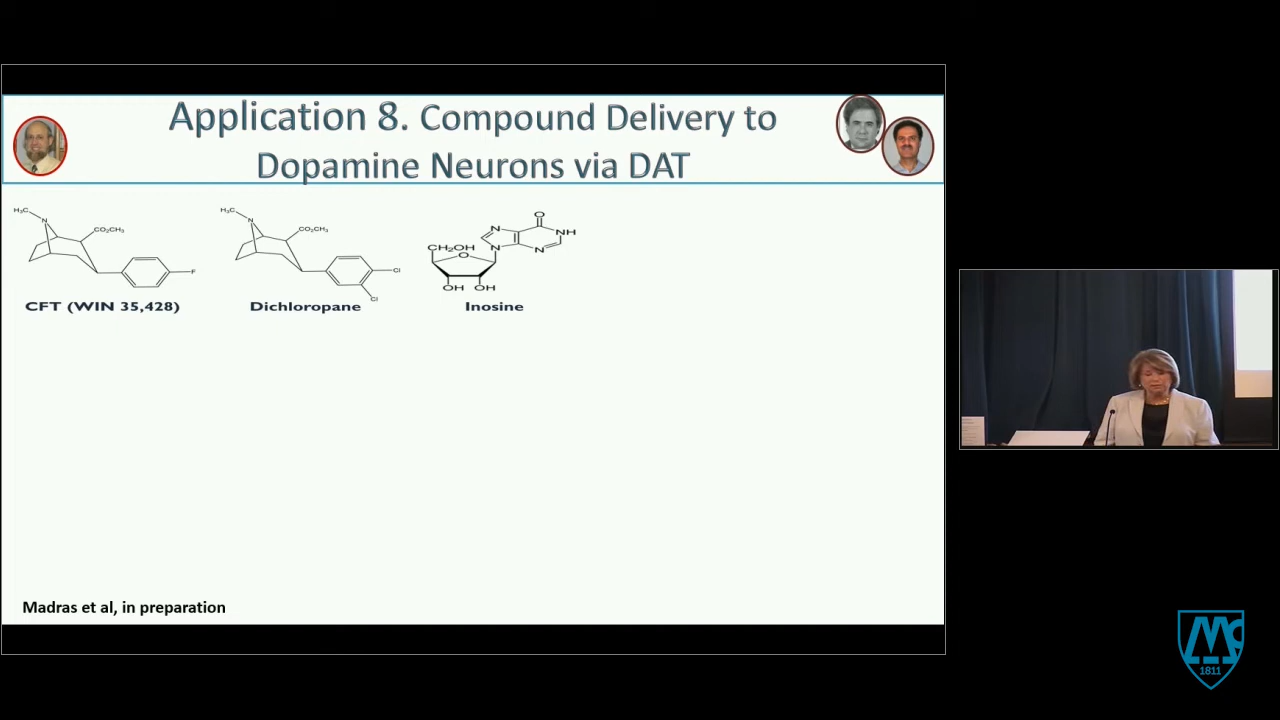 Application 8. Compound Delivery to
Dopamine Neurons via DAT
H₃C
N
CO₂CH₃
F
CFT (WIN 35,428)
H₃C
N
CO₂CH₃
Cl
Cl
Dichloropane
O
N
NH
N
N
CH₂OH
O
OH
OH
Inosine
Madras et al, in preparation
1811